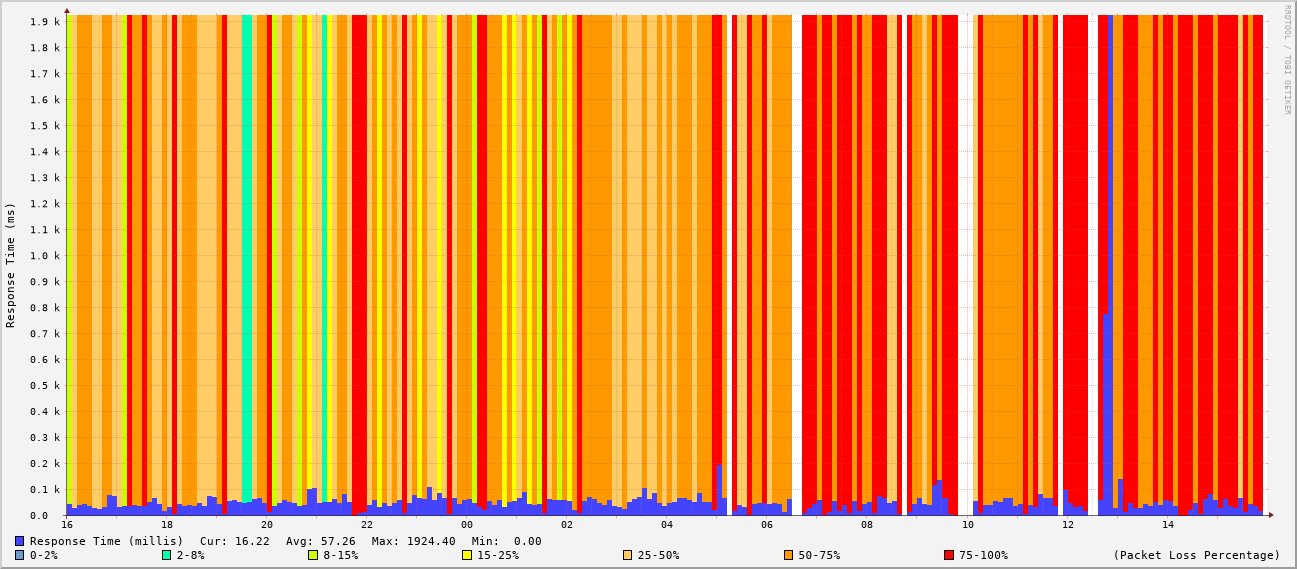 RRDTOOL / TOBI OETIKER
Response Time (ms)
1.9 k
1.8 k
1.7 k
1.6 k
1.5 k
1.4 k
1.3 k
1.2 k
1.1 k
1.0 k
0.9 k
0.8 k
0.7 k
0.6 k
0.5 k
0.4 k
0.3 k
0.2 k
0.1 k
0.0
16 18 20 22 00 02 04 06 08 10 12 14
Response Time (millis) Cur: 16.22 Avg: 57.26 Max: 1924.40 Min: 0.00
0-2% 2-8% 8-15% 15-25% 25-50% 50-75% 75-100% (Packet Loss Percentage)